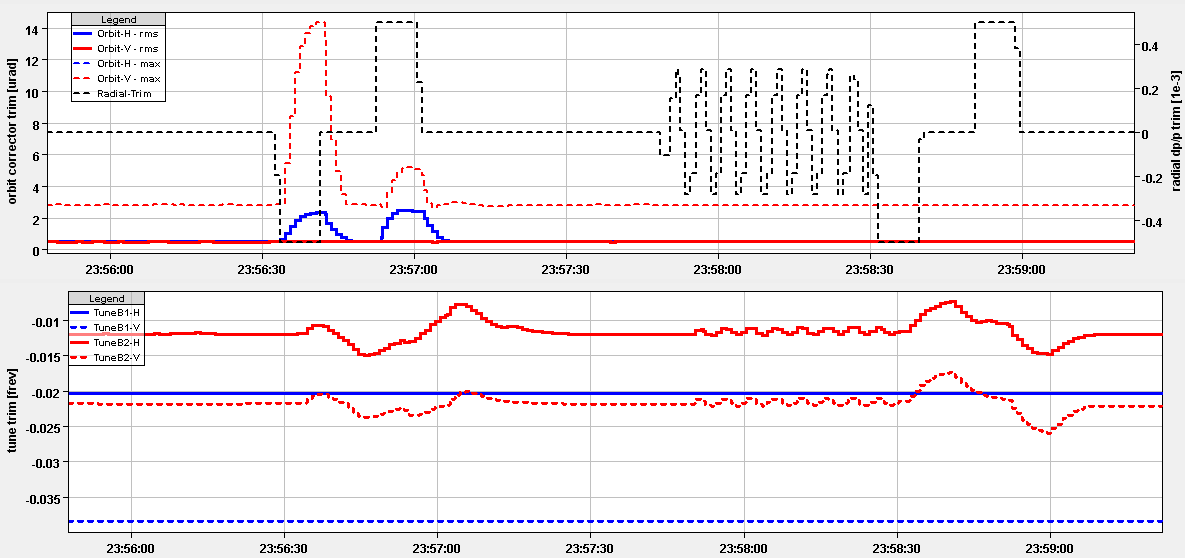 Legend
Orbit-H - rms
Orbit-V - rms
Orbit-H - max
Orbit-V - max
Radial-Trim
orbit corrector trim [urad]
14
12
10
8
6
4
2
0
radial dp/p trim [1e-3]
0.4
0.2
0
-0.2
-0.4
23:56:00 23:56:30 23:57:00 23:57:30 23:58:00 23:58:30 23:59:00
Legend
TuneB1-H
TuneB1-V
TuneB2-H
TuneB2-V
tune trim [frev]
-0.01
-0.015
-0.02
-0.025
-0.03
-0.035
23:56:00 23:56:30 23:57:00 23:57:30 23:58:00 23:58:30 23:59:00